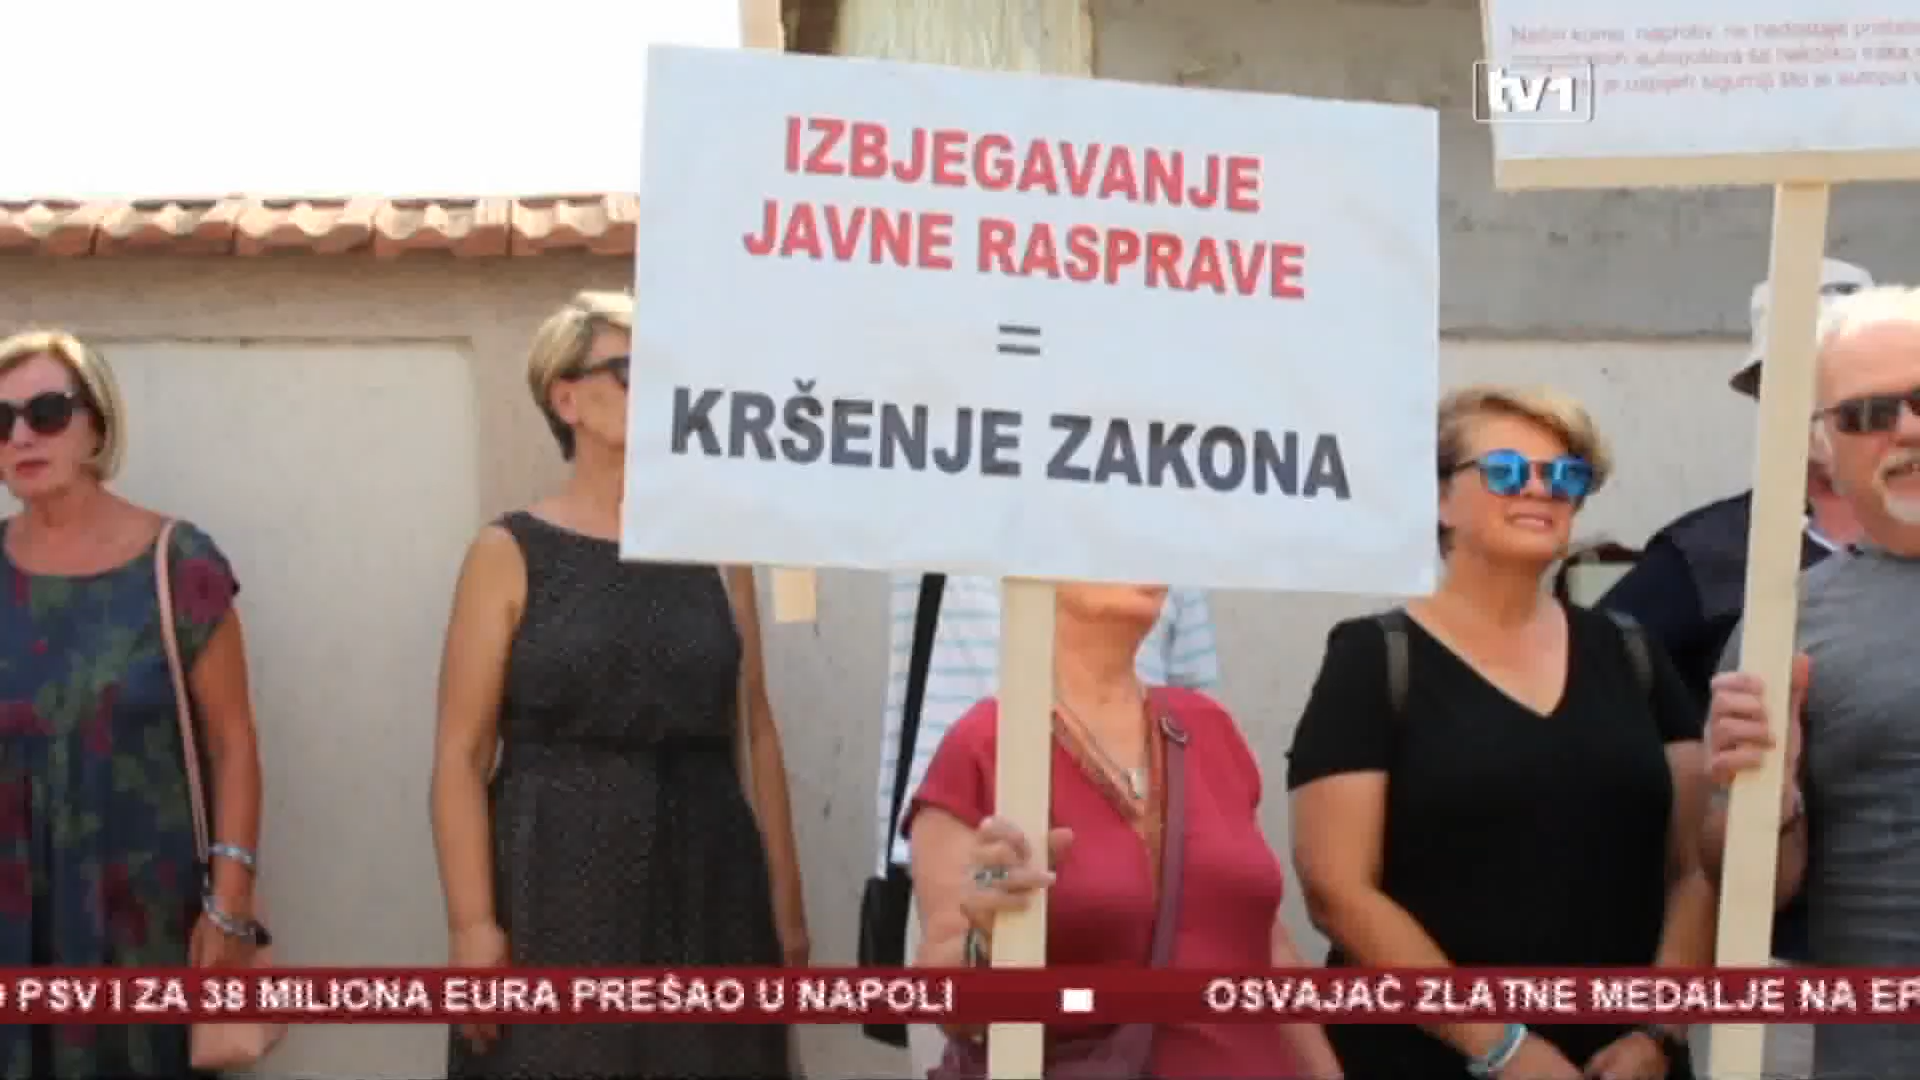 IZBJEGAVANJE
JAVNE RASPRAVE
=
KRŠENJE ZAKONA
tv1
PSV I ZA 38 MILIONA EURA PREŠAO U NAPOLI
OSVAJAČ ZLATNE MEDALJE NA